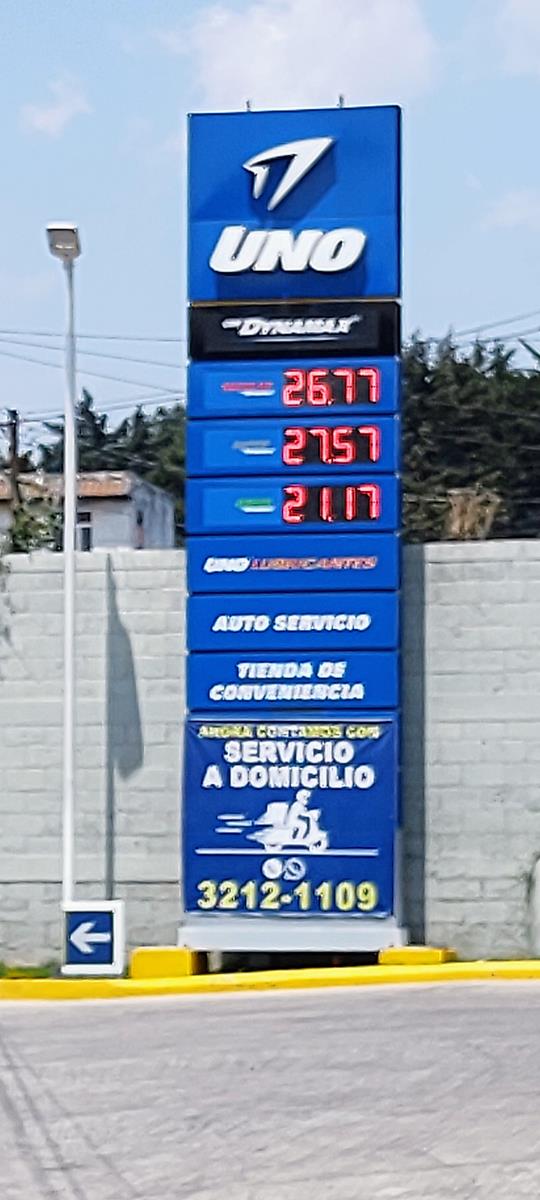 UNO
DYNAMAX
26.77
27.57
21.17
UNO LUBRICANTES
AUTO SERVICIO
TIENDA DE
CONVENIENCIA
AHORA CONTAMOS CON
SERVICIO
A DOMICILIO
3212-1109